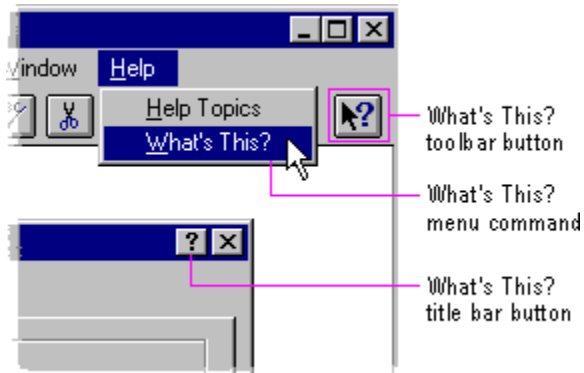 Window Help
Help Topics
What's This?
?
What's This?
toolbar button
What's This?
menu command
?
What's This?
title bar button